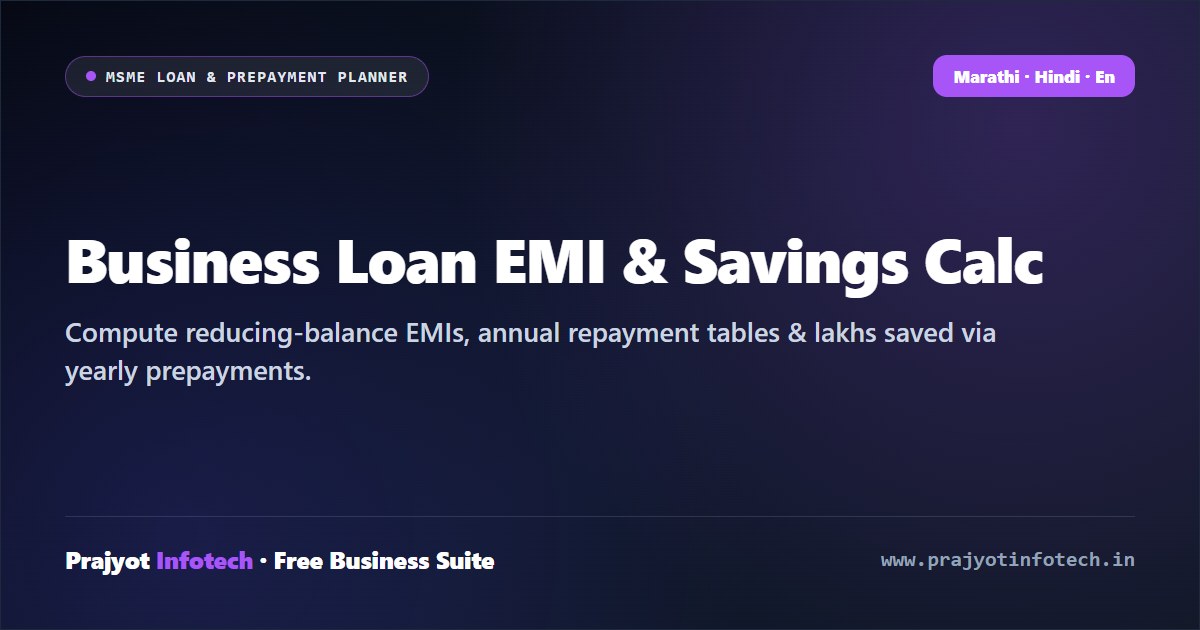 MSME LOAN & PREPAYMENT PLANNER
Marathi · Hindi · En
Business Loan EMI & Savings Calc
Compute reducing-balance EMIs, annual repayment tables & lakhs saved via
yearly prepayments.
Prajyot Infotech · Free Business Suite
www.prajyotinfotech.in